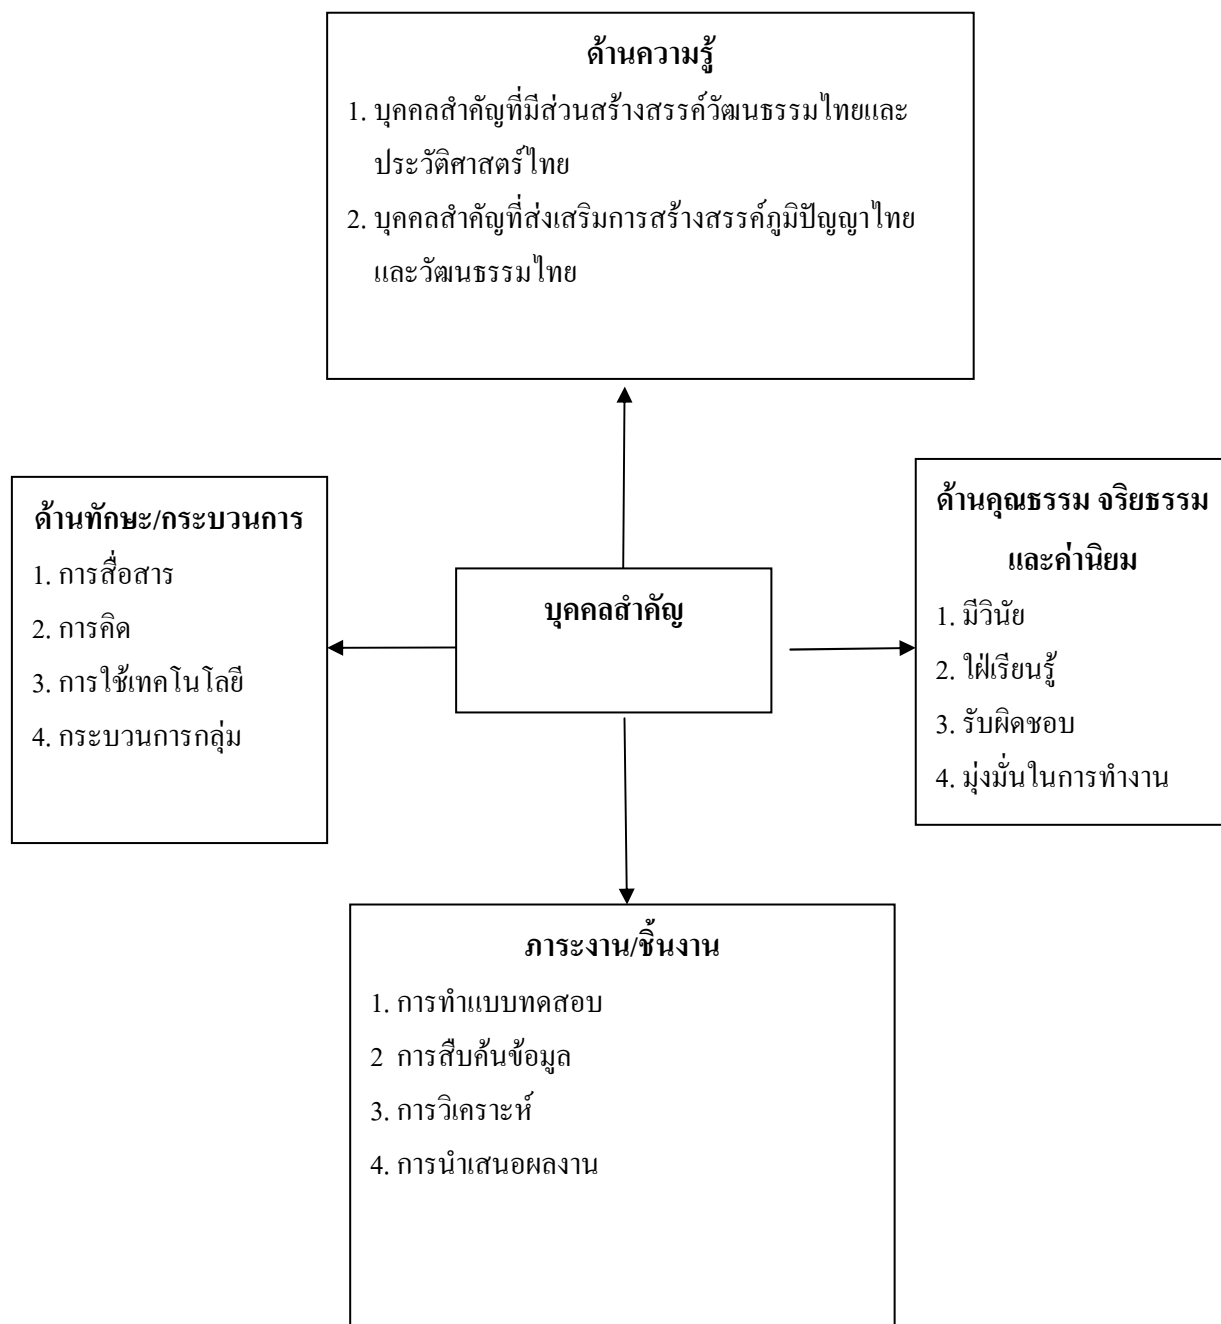 ด้านความรู้
1. บุคคลสำคัญที่มีส่วนสร้างสรรค์วัฒนธรรมไทยและ
ประวัติศาสตร์ไทย
2. บุคคลสำคัญที่ส่งเสริมการสร้างสรรค์ภูมิปัญญาไทย
และวัฒนธรรมไทย
ด้านทักษะ/กระบวนการ
1. การสื่อสาร
2. การคิด
3. การใช้เทคโนโลยี
4. กระบวนการกลุ่ม
บุคคลสำคัญ
ด้านคุณธรรม จริยธรรม
และค่านิยม
1. มีวินัย
2. ใฝ่เรียนรู้
3. รับผิดชอบ
4. มุ่งมั่นในการทำงาน
ภาระงาน/ชิ้นงาน
1. การทำแบบทดสอบ
2 การสืบค้นข้อมูล
3. การวิเคราะห์
4. การนำเสนอผลงาน